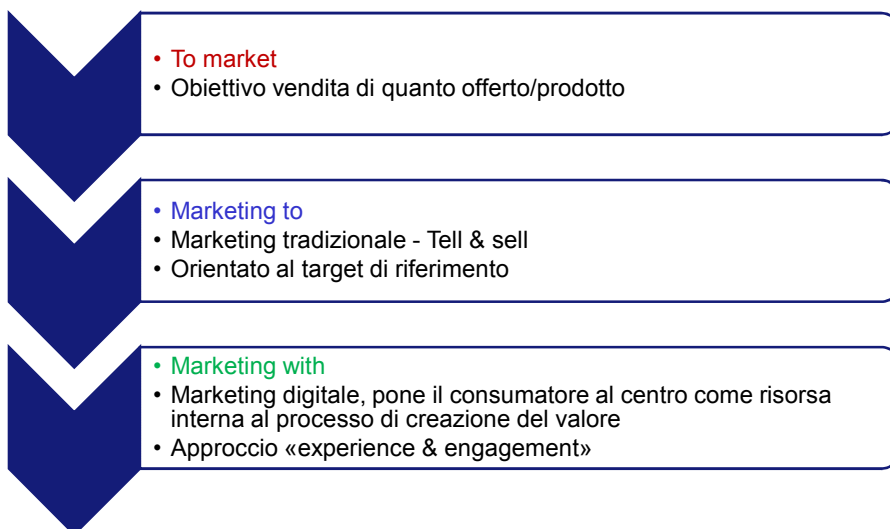 • To market
• Obiettivo vendita di quanto offerto/prodotto
• Marketing to
• Marketing tradizionale - Tell & sell
• Orientato al target di riferimento
• Marketing with
• Marketing digitale, pone il consumatore al centro come risorsa
interna al processo di creazione del valore
• Approccio «experience & engagement»